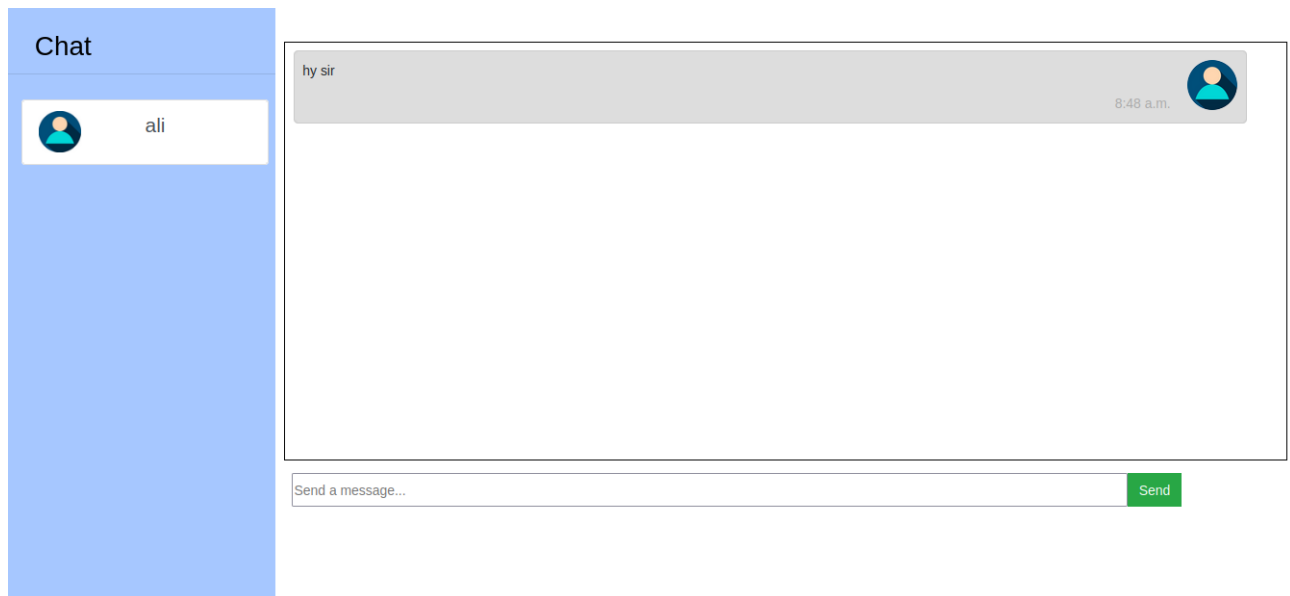 Chat
ali
hy sir
8:48 a.m.
Send a message...
Send